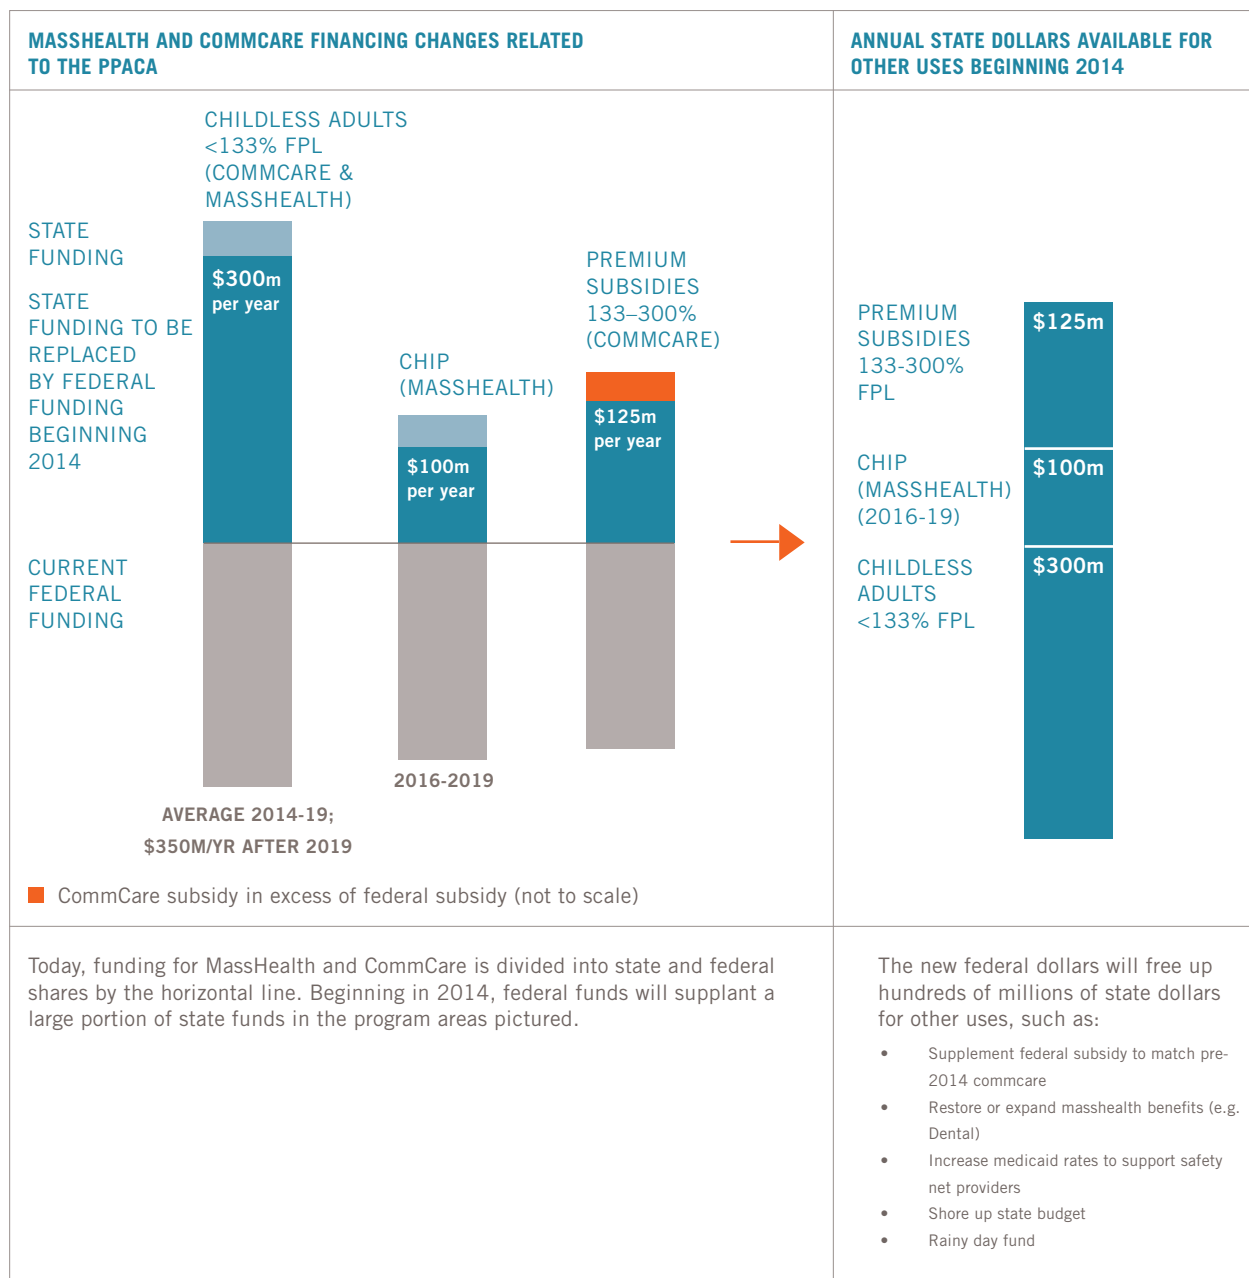 MASSHEALTH AND COMMCARE FINANCING CHANGES RELATED
TO THE PPACA
ANNUAL STATE DOLLARS AVAILABLE FOR
OTHER USES BEGINNING 2014
CHILDLESS ADULTS
<133% FPL
(COMMCARE &
MASSHEALTH)
STATE
FUNDING
STATE
FUNDING TO BE
REPLACED
BY FEDERAL
FUNDING
BEGINNING
2014
$300m
per year
CHIP
(MASSHEALTH)
$100m
per year
PREMIUM
SUBSIDIES
133–300%
(COMMCARE)
$125m
per year
CURRENT
FEDERAL
FUNDING
2016-2019
AVERAGE 2014-19;
$350M/YR AFTER 2019
CommCare subsidy in excess of federal subsidy (not to scale)
PREMIUM
SUBSIDIES
133-300%
FPL
$125m
CHIP
(MASSHEALTH)
(2016-19)
$100m
CHILDLESS
ADULTS
<133% FPL
$300m
Today, funding for MassHealth and CommCare is divided into state and federal
shares by the horizontal line. Beginning in 2014, federal funds will supplant a
large portion of state funds in the program areas pictured.
The new federal dollars will free up
hundreds of millions of state dollars
for other uses, such as:
• Supplement federal subsidy to match pre-
2014 commcare
• Restore or expand masshealth benefits (e.g.
Dental)
• Increase medicaid rates to support safety
net providers
• Shore up state budget
• Rainy day fund